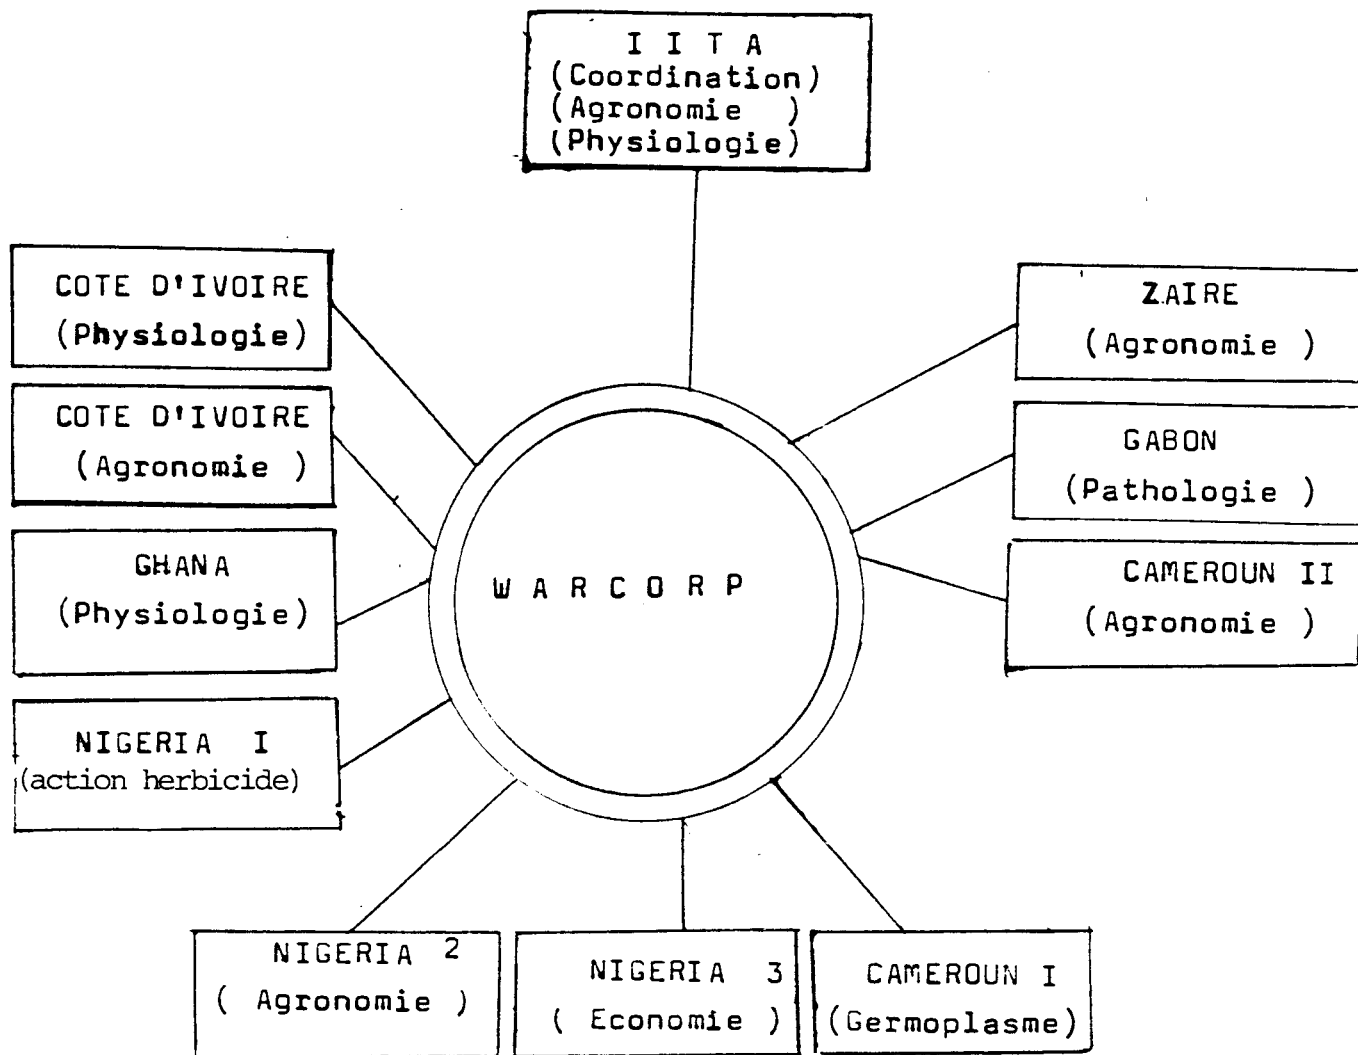 I I T A
(Coordination)
(Agronomie )
(Physiologie)
COTE D'IVOIRE
(Physiologie)
ZAIRE
(Agronomie )
COTE D'IVOIRE
(Agronomie )
GABON
(Pathologie )
GHANA
(Physiologie)
W A R C O R P
CAMEROUN II
(Agronomie )
NIGERIA I
(action herbicide)
NIGERIA 2
( Agronomie )
NIGERIA 3
( Economie )
CAMEROUN I
(Germoplasme)